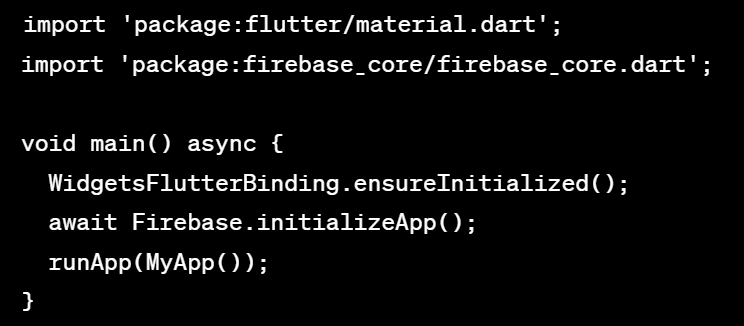 import 'package:flutter/material.dart';
import 'package:firebase_core/firebase_core.dart';

void main() async {
  WidgetsFlutterBinding.ensureInitialized();
  await Firebase.initializeApp();
  runApp(MyApp());
}